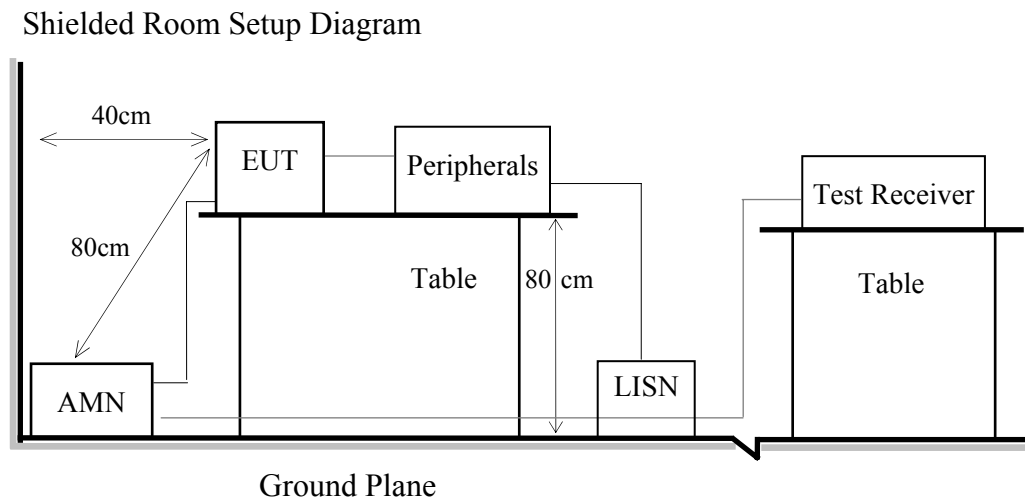 Shielded Room Setup Diagram
40cm
EUT
Peripherals
Test Receiver
80cm
Table
80 cm
Table
AMN
LISN
Ground Plane